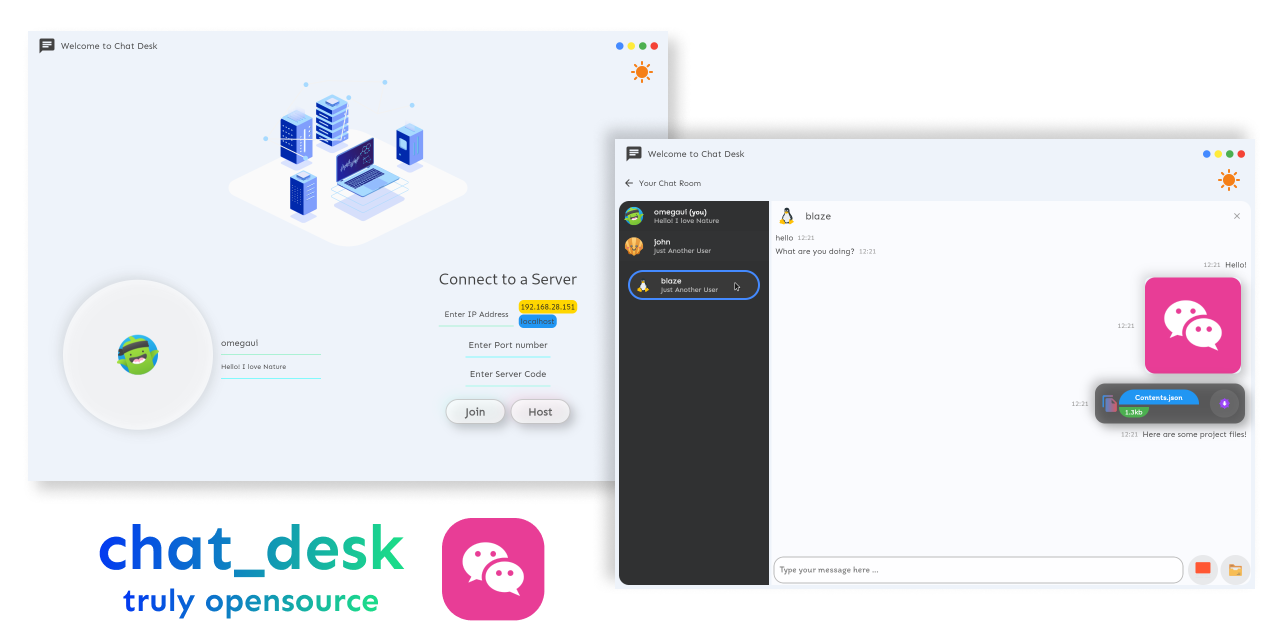 Welcome to Chat Desk
omegaul
Hello! I love Nature
Connect to a Server
Enter IP Address
192.168.28.151
localhost
Enter Port number
Enter Server Code
Join
Host
Welcome to Chat Desk
Your Chat Room
omegaul (you)
Hello! I love Nature
john
Just Another User
blaze
Just Another User
blaze
hello 12:21
What are you doing? 12:21
12:21 Hello!
12:21
12:21
Contents.json
1.3kb
12:21 Here are some project files!
Type your message here ...
chat_desk
truly opensource